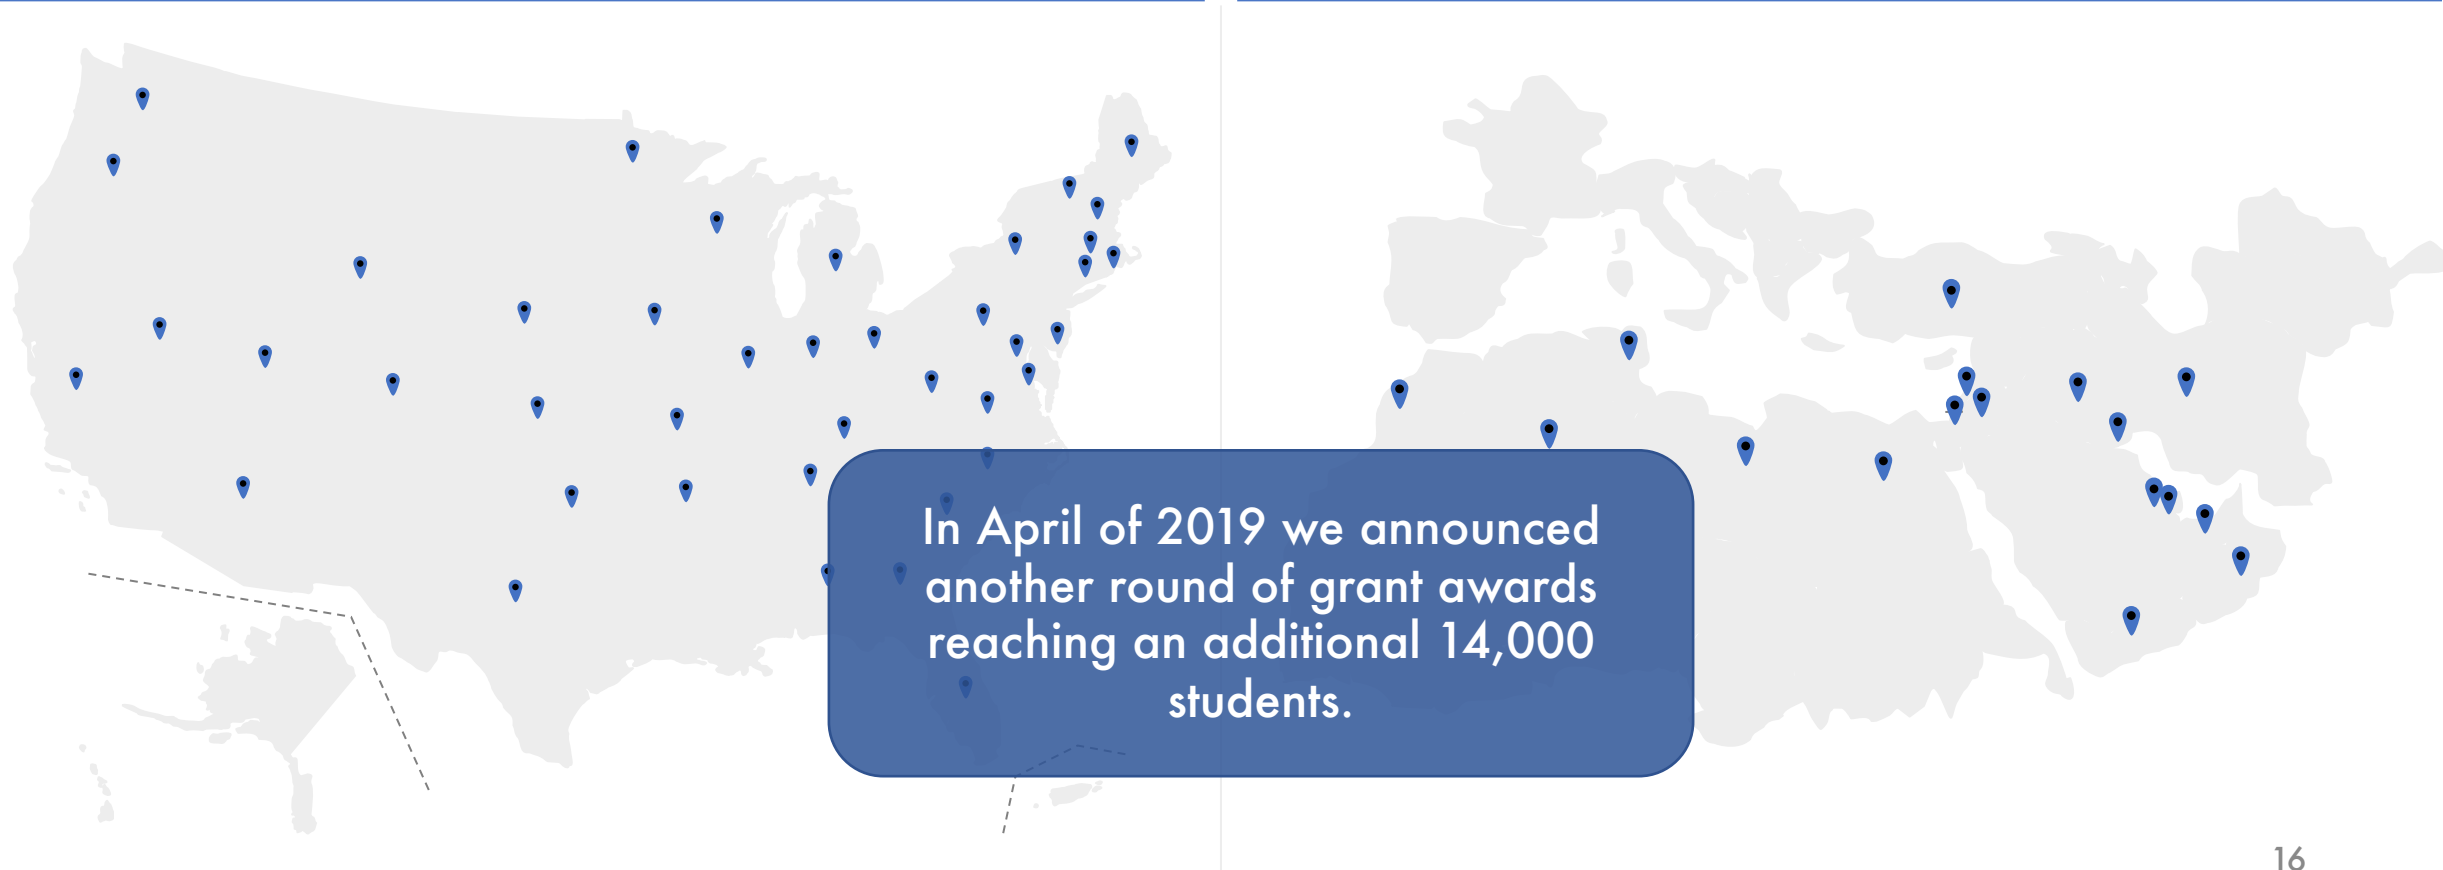 In April of 2019 we announced
another round of grant awards
reaching an additional 14,000
students.
16